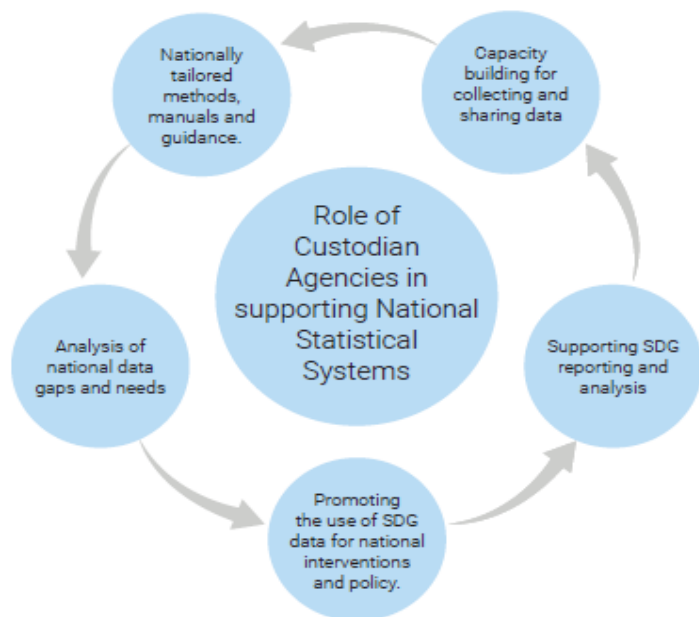 Nationally
tailored
methods,
manuals and
guidance.
Capacity
building for
collecting and
sharing data
Role of
Custodian
Agencies in
supporting National
Statistical
Systems
Analysis of
national data
gaps and needs
Supporting SDG
reporting and
analysis
Promoting
the use of SDG
data for national
interventions
and policy.